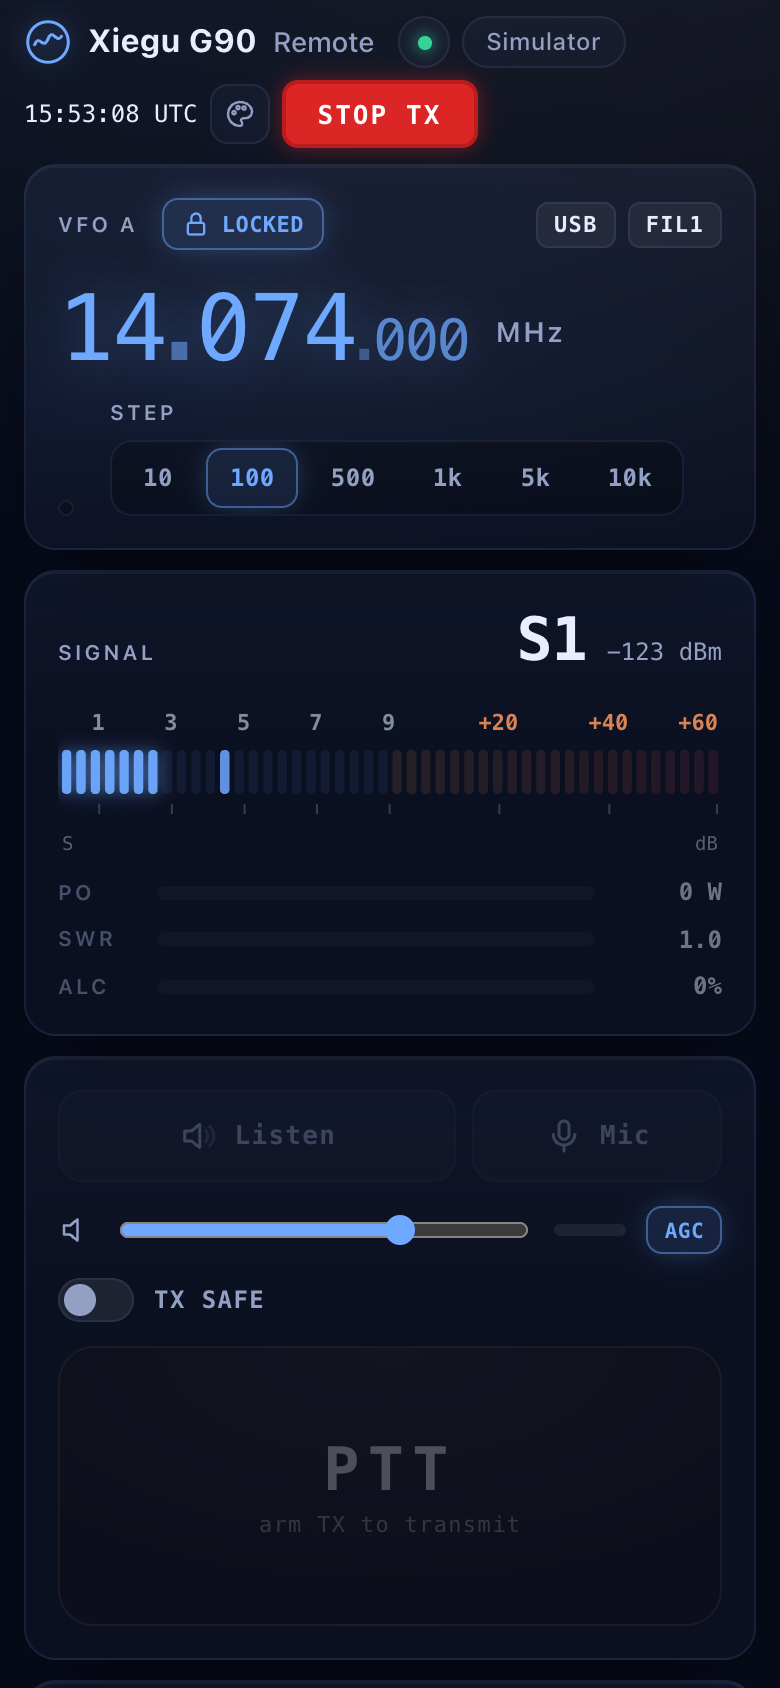 Xiegu G90 Remote Simulator
15:53:08 UTC STOP TX
VFO A LOCKED USB FIL1
14.074.000 MHz
STEP
10 100 500 1k 5k 10k
SIGNAL S1 −123 dBm
1 3 5 7 9 +20 +40 +60
S dB
PO 0 W
SWR 1.0
ALC 0%
Listen Mic
AGC
TX SAFE
PTT
arm TX to transmit